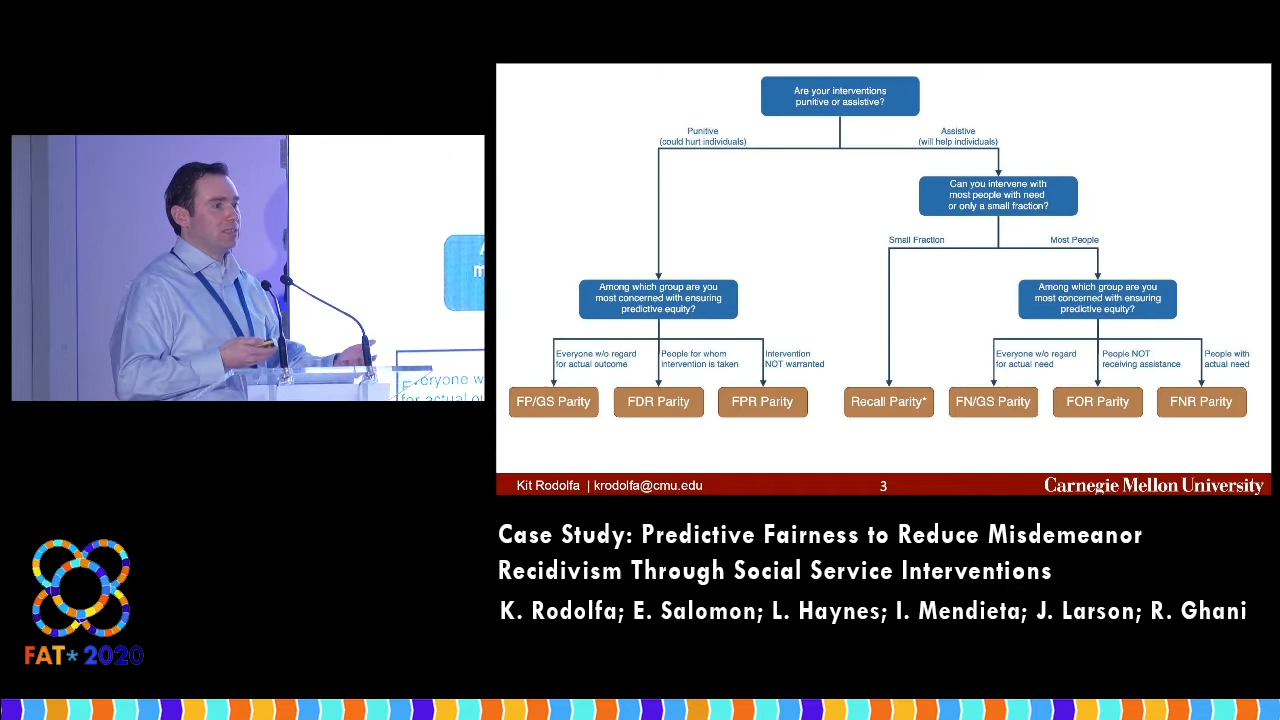 Are your interventions
punitive or assistive?
Punitive
(could hurt individuals)
Assistive
(will help individuals)
Can you intervene with
most people with need
or only a small fraction?
Small Fraction
Most People
Among which group are you
most concerned with ensuring
predictive equity?
Among which group are you
most concerned with ensuring
predictive equity?
Everyone w/o regard
for actual outcome
People for whom
intervention is taken
Intervention
NOT warranted
Everyone w/o regard
for actual need
People NOT
receiving assistance
People with
actual need
FP/GS Parity
FDR Parity
FPR Parity
Recall Parity*
FN/GS Parity
FOR Parity
FNR Parity
Kit Rodolfa | krodolfa@cmu.edu
3
Carnegie Mellon University
Everyone w
for actual ou
Case Study: Predictive Fairness to Reduce Misdemeanor
Recidivism Through Social Service Interventions
K. Rodolfa; E. Salomon; L. Haynes; I. Mendieta; J. Larson; R. Ghani
FAT* 2020